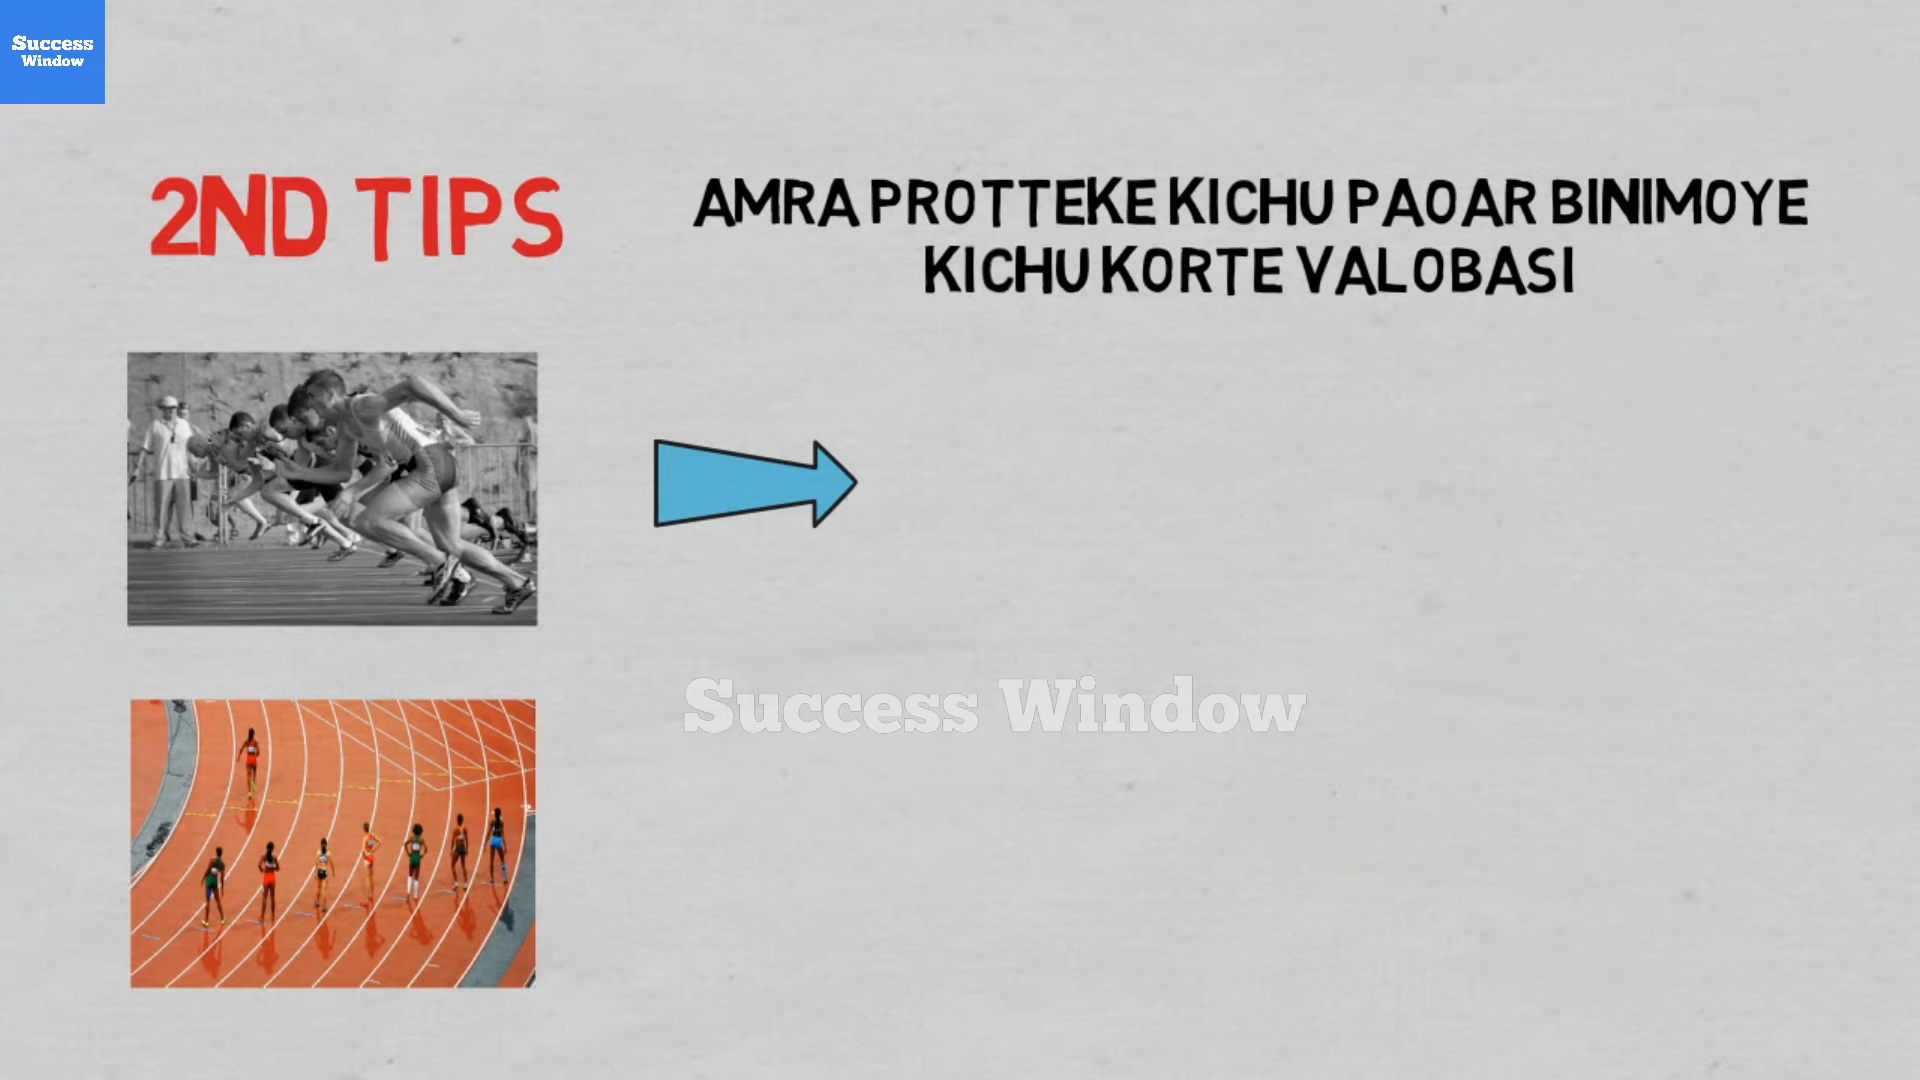 Success
Window
2ND TIPS
AMRA PROTTEKE KICHU PAOAR BINIMOYE
KICHU KORTE VALOBASI
Success Window